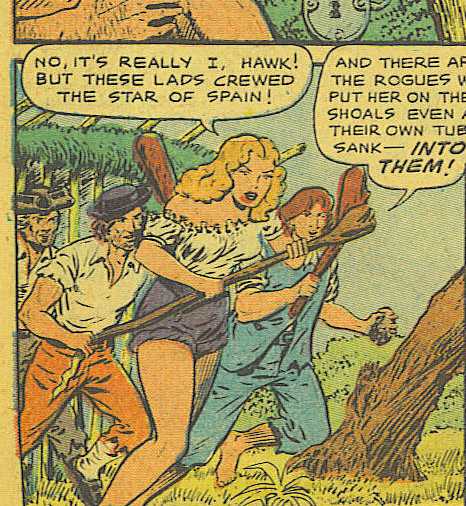 NO, IT'S REALLY I, HAWK!
BUT THESE LADS CREWED
THE STAR OF SPAIN!
AND THERE AR
THE ROGUES W
PUT HER ON THE
SHOALS EVEN A
THEIR OWN TUB
SANK— INTO
THEM!